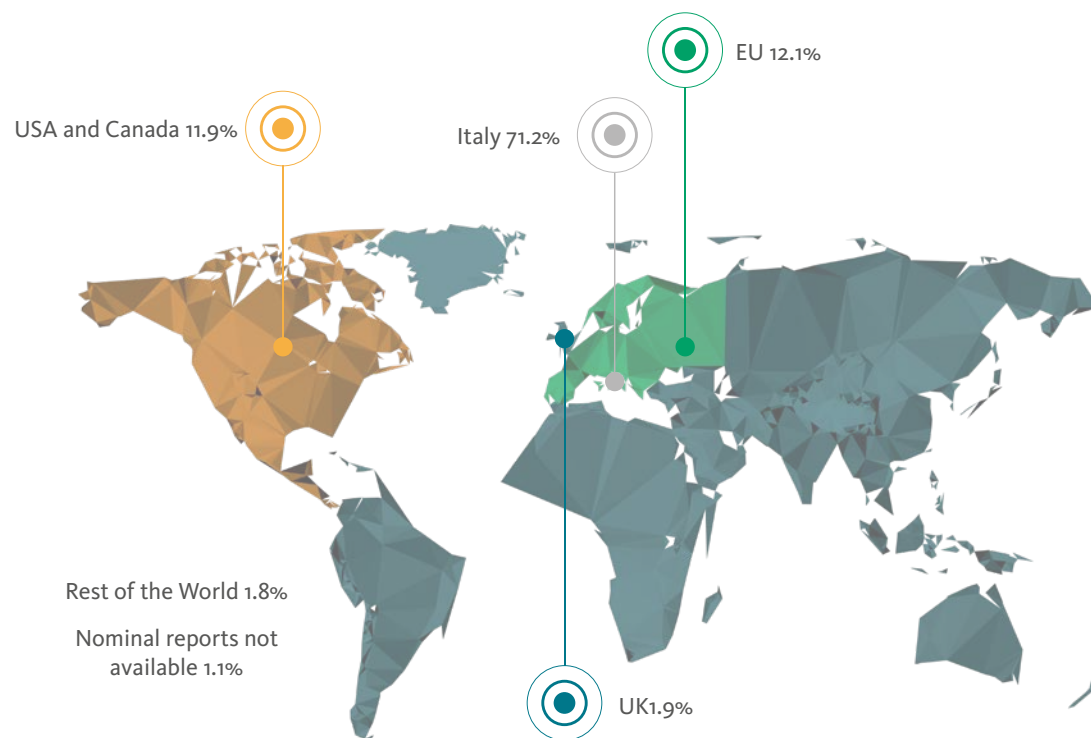 EU 12.1%
USA and Canada 11.9%
Italy 71.2%
Rest of the World 1.8%
Nominal reports not
available 1.1%
UK1.9%